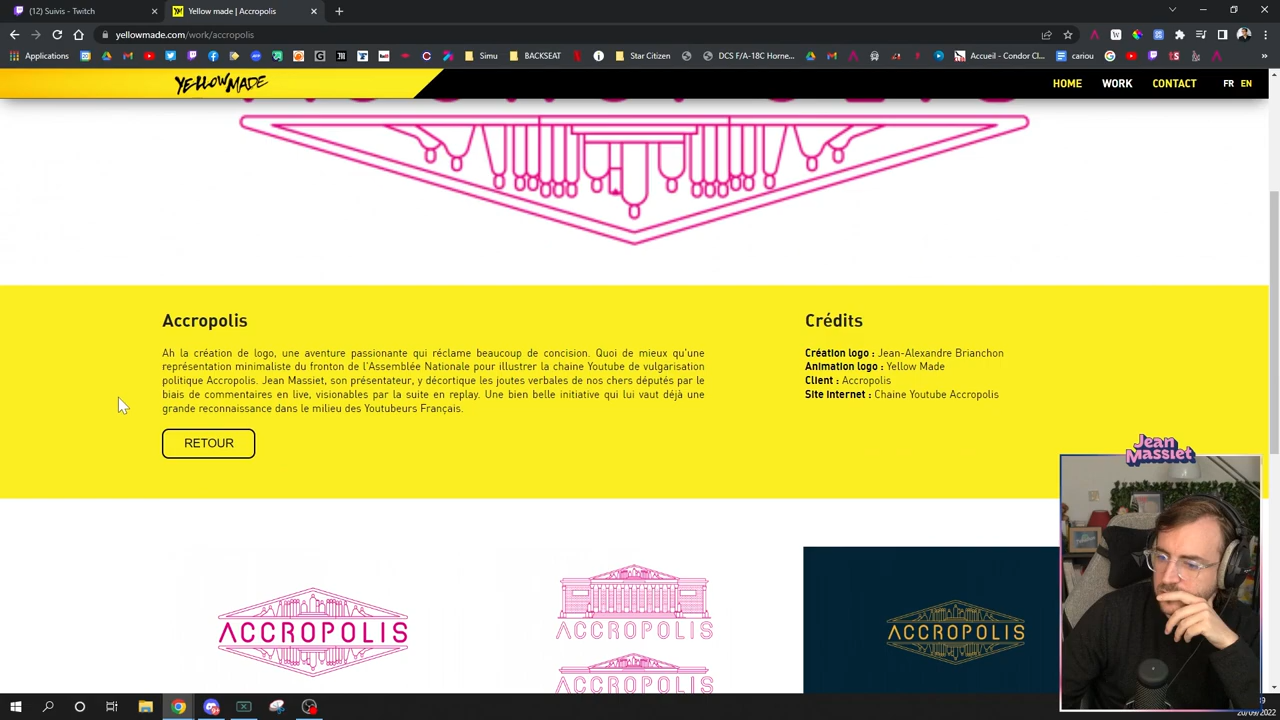 (12) Suivis - Twitch
Yellow made | Accropolis
yellowmade.com/work/accropolis
Applications
Simu
BACKSEAT
Star Citizen
DCS F/A-18C Horne...
Accueil - Condor Cl...
cariou
YELLOWMADE
HOME
WORK
CONTACT
FR
EN
Accropolis
Ah la création de logo, une aventure passionante qui réclame beaucoup de concision. Quoi de mieux qu'une
représentation minimaliste du fronton de l'Assemblée Nationale pour illustrer la chaine Youtube de vulgarisation
politique Accropolis. Jean Massiet, son présentateur, y décortique les joutes verbales de nos chers députés par le
biais de commentaires en live, visionables par la suite en replay. Une bien belle initiative qui lui vaut déjà une
grande reconnaissance dans le milieu des Youtubeurs Français.
RETOUR
Crédits
Création logo : Jean-Alexandre Brianchon
Animation logo : Yellow Made
Client : Accropolis
Site internet : Chaine Youtube Accropolis
Jean
Massiet
ACCROPOLIS
ACCROPOLIS
ACCROPOLIS
20/09/2022